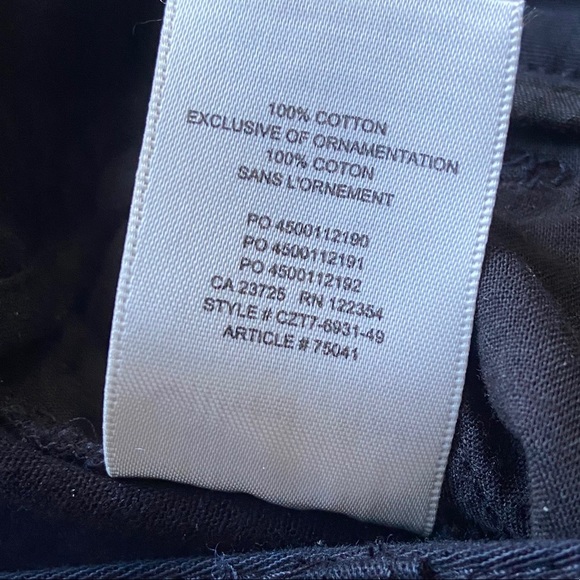 100% COTTON
EXCLUSIVE OF ORNAMENTATION
100% COTON
SANS L'ORNEMENT
PO 4500112190
PO 4500112191
PO 4500112192
CA 23725 RN 122354
STYLE # CZT7-6931-49
ARTICLE # 75041